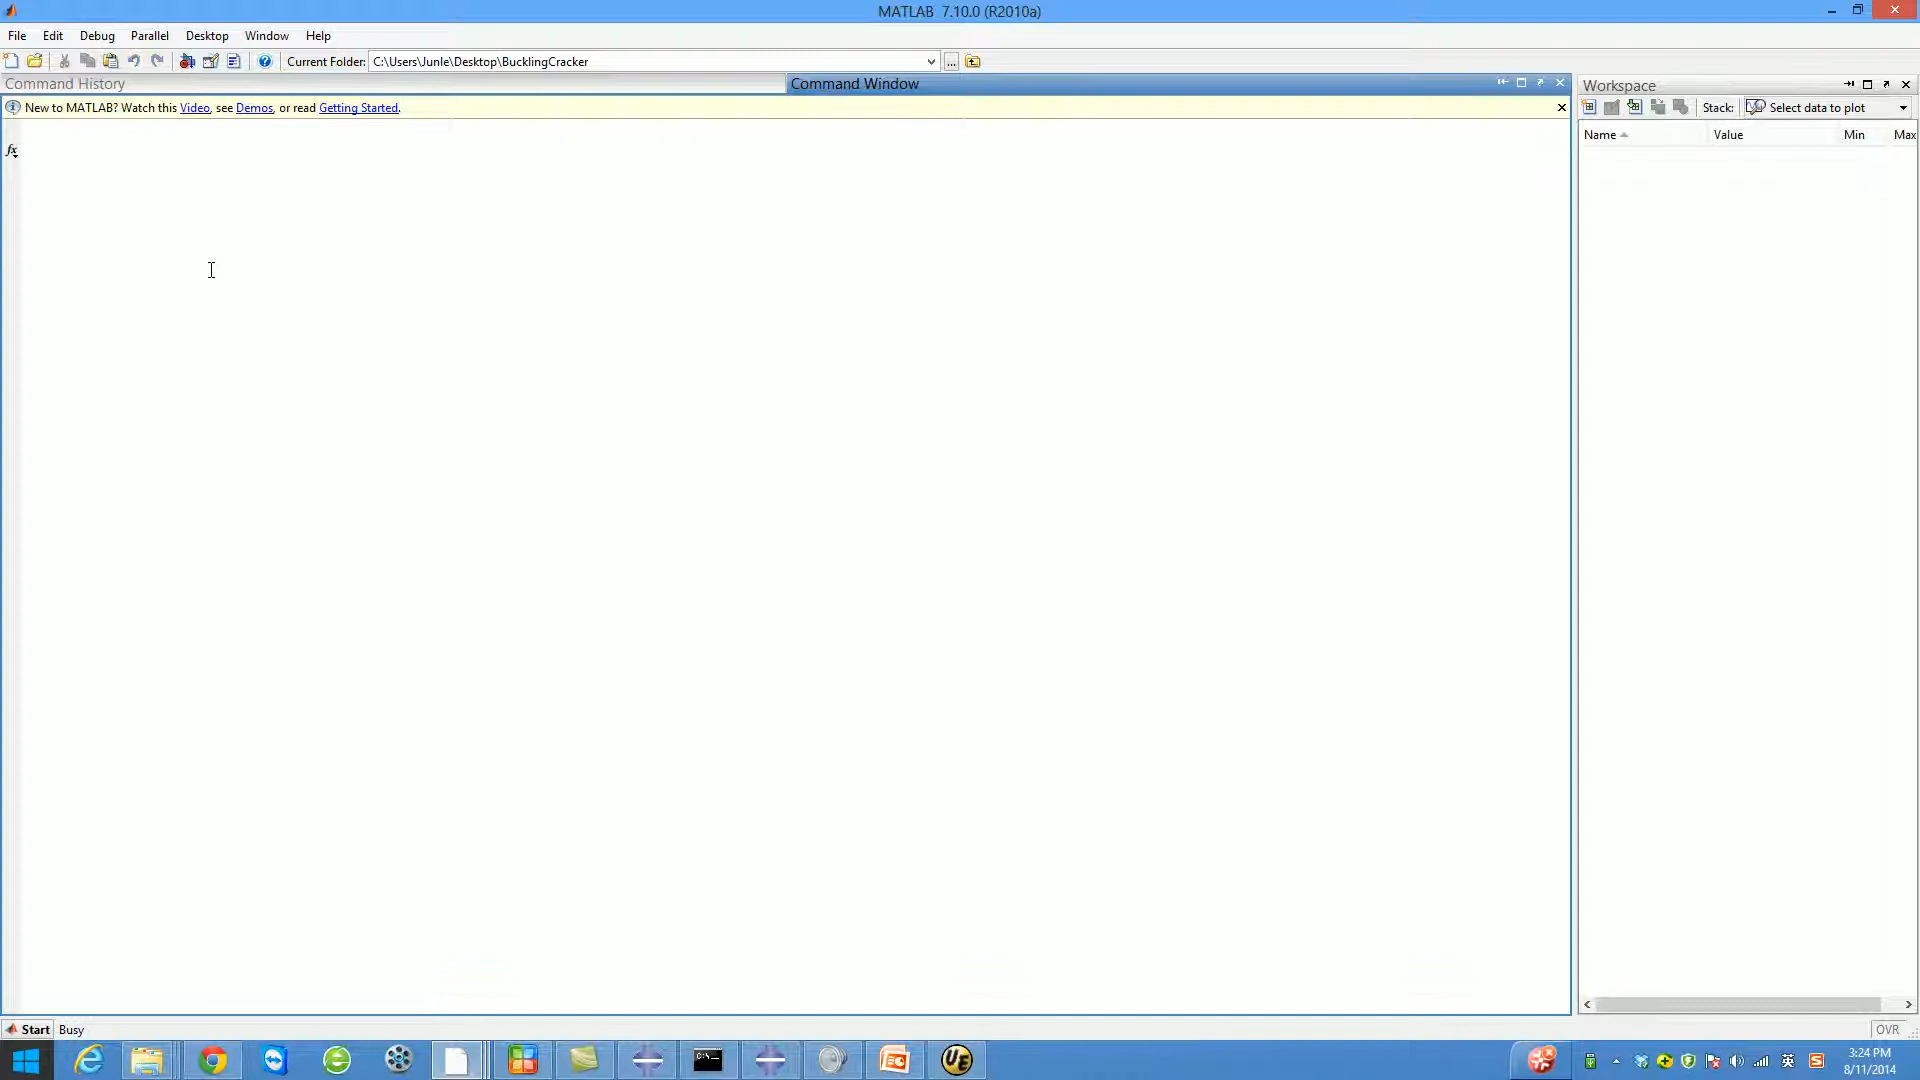 MATLAB 7.10.0 (R2010a)
File Edit Debug Parallel Desktop Window Help
Current Folder: C:\Users\Junle\Desktop\BucklingCracker ...
Command History
Command Window
Workspace
New to MATLAB? Watch this Video, see Demos, or read Getting Started.
Stack: Select data to plot
Name Value Min Max
fx
Start Busy
OVR
C:\.
UE
英
S
3:24 PM
8/11/2014